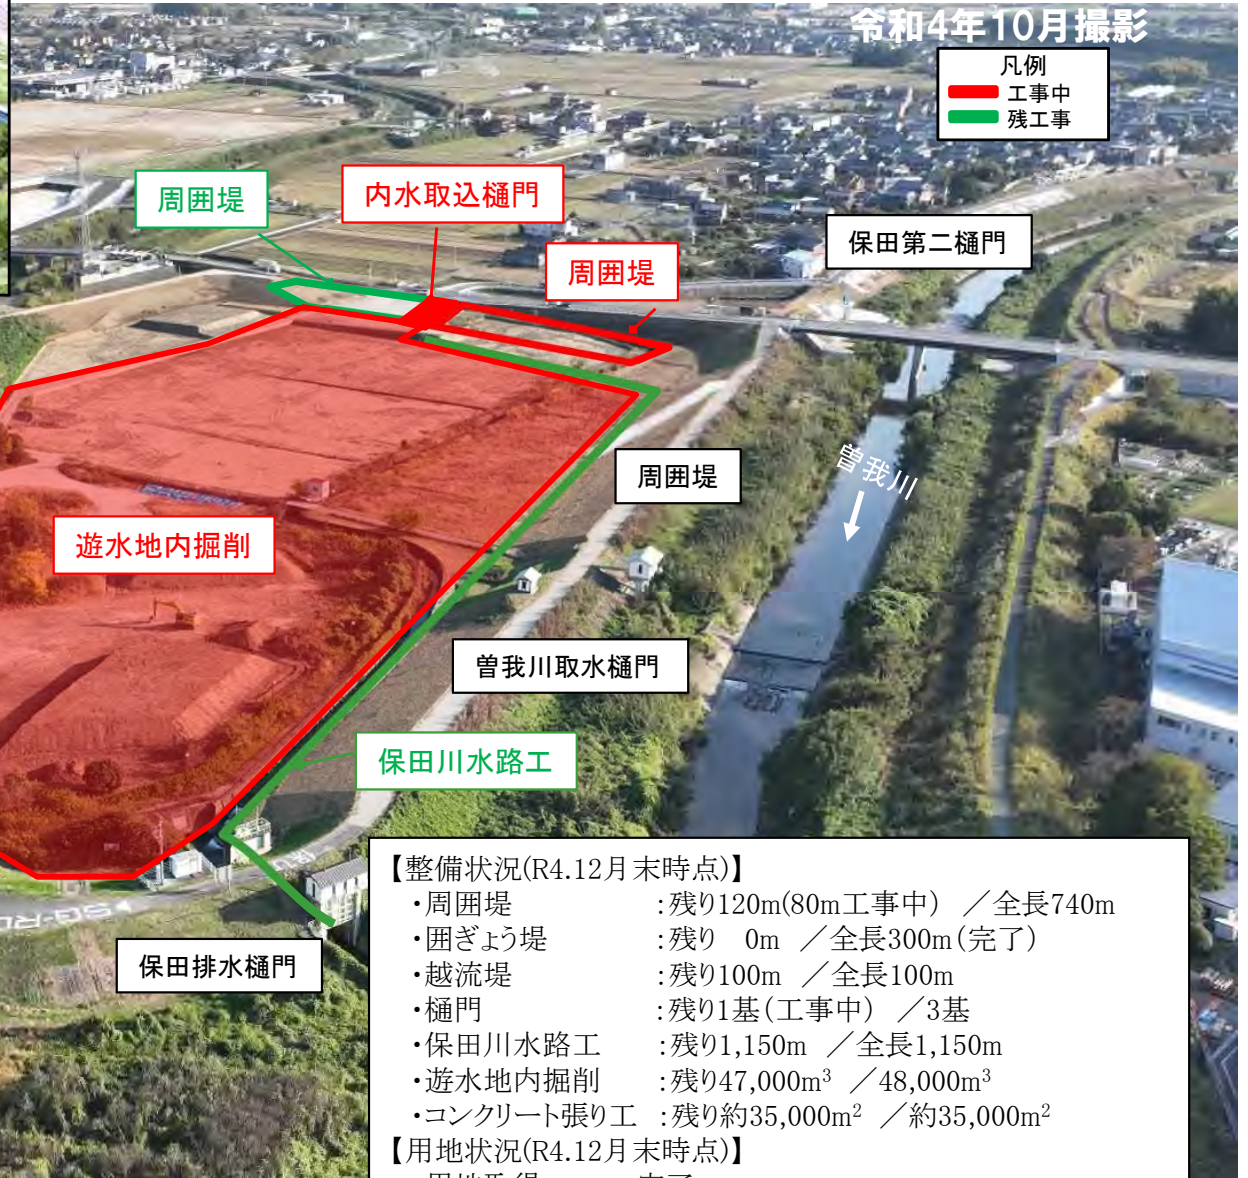 令和4年10月撮影
凡例
工事中
残工事
周囲堤
内水取込樋門
周囲堤
保田第二樋門
周囲堤
曽我川
遊水地内掘削
曽我川取水樋門
保田川水路工
保田排水樋門
【整備状況(R4.12月末時点)】
・周囲堤 :残り120m(80m工事中) ／全長740m
・囲ぎょう堤 :残り 0m ／全長300m(完了)
・越流堤 :残り100m ／全長100m
・樋門 :残り1基(工事中) ／3基
・保田川水路工 :残り1,150m ／全長1,150m
・遊水地内掘削 :残り47,000m³ ／48,000m³
・コンクリート張り工 :残り約35,000m² ／約35,000m²
【用地状況(R4.12月末時点)】